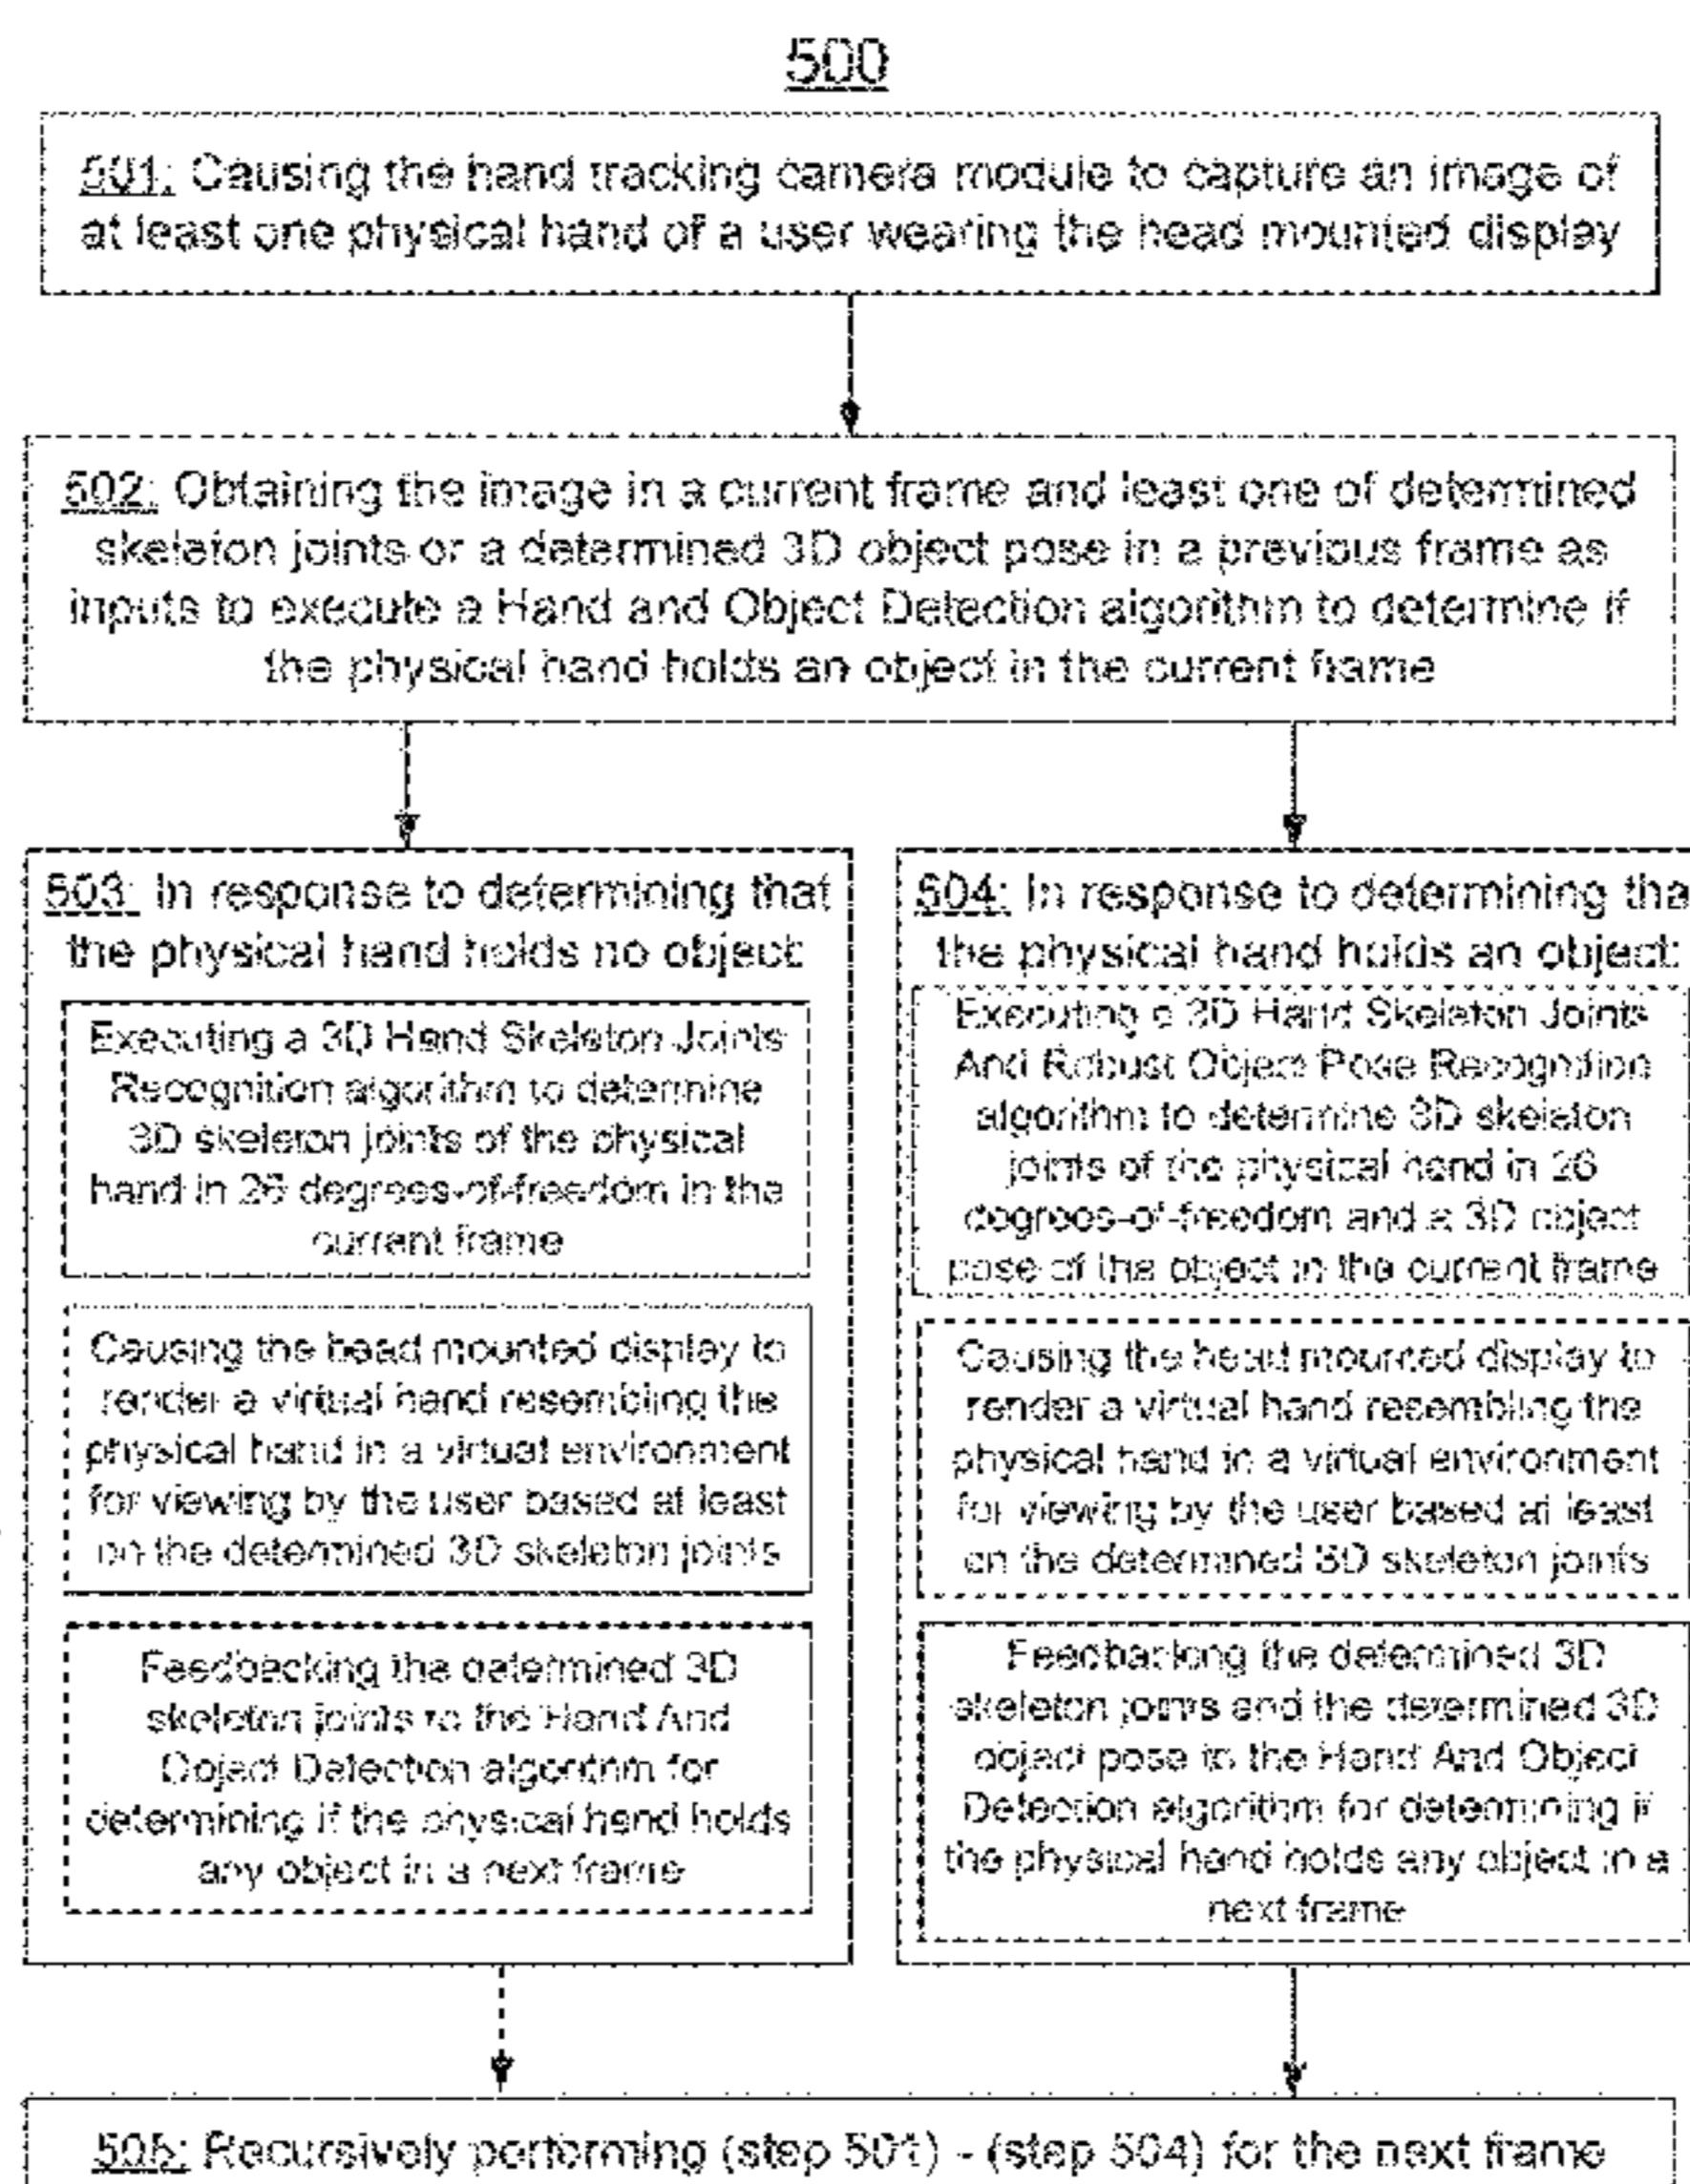 500
501: Causing the hand tracking camera module to capture an image of
at least one physical hand of a user wearing the head mounted display
502: Obtaining the image in a current frame and least one of determined
skeleton joints or a determined 3D object pose in a previous frame as
inputs to execute a Hand and Object Detection algorithm to determine if
the physical hand holds an object in the current frame
503: In response to determining that
the physical hand holds no object:
Executing a 3D Hand Skeleton Joints
Recognition algorithm to determine
3D skeleton joints of the physical
hand in 26 degrees-of-freedom in the
current frame
Causing the head mounted display to
render a virtual hand resembling the
physical hand in a virtual environment
for viewing by the user based at least
on the determined 3D skeleton joints
Feedbacking the determined 3D
skeleton joints to the Hand And
Object Detection algorithm for
determining if the physical hand holds
any object in a next frame
504: In response to determining tha
the physical hand holds an object:
Executing a 3D Hand Skeleton Joints
And Robust Object Pose Recognition
algorithm to determine 3D skeleton
joints of the physical hand in 26
degrees-of-freedom and a 3D object
pose of the object in the current frame
Causing the head mounted display to
render a virtual hand resembling the
physical hand in a virtual environment
for viewing by the user based at least
on the determined 3D skeleton joints
Feedbacking the determined 3D
skeleton joints and the determined 3D
object pose to the Hand And Object
Detection algorithm for determining if
the physical hand holds any object in a
next frame
505: Recursively performing (step 501) - (step 504) for the next frame